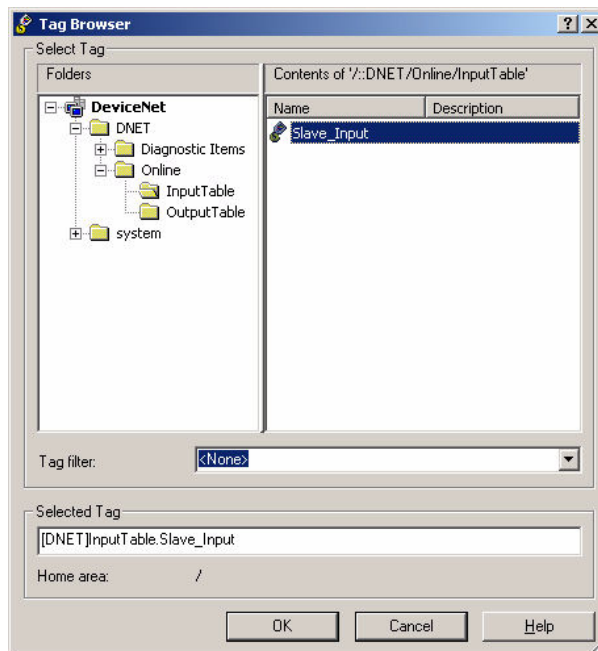 Tag Browser
Select Tag
Folders
Contents of '/::DNET/Online/InputTable'
Name Description
DeviceNet
Slave_Input
DNET
Diagnostic Items
Online
InputTable
OutputTable
system
Tag filter: <None>
Selected Tag
[DNET]InputTable.Slave_Input
Home area: /
OK Cancel Help